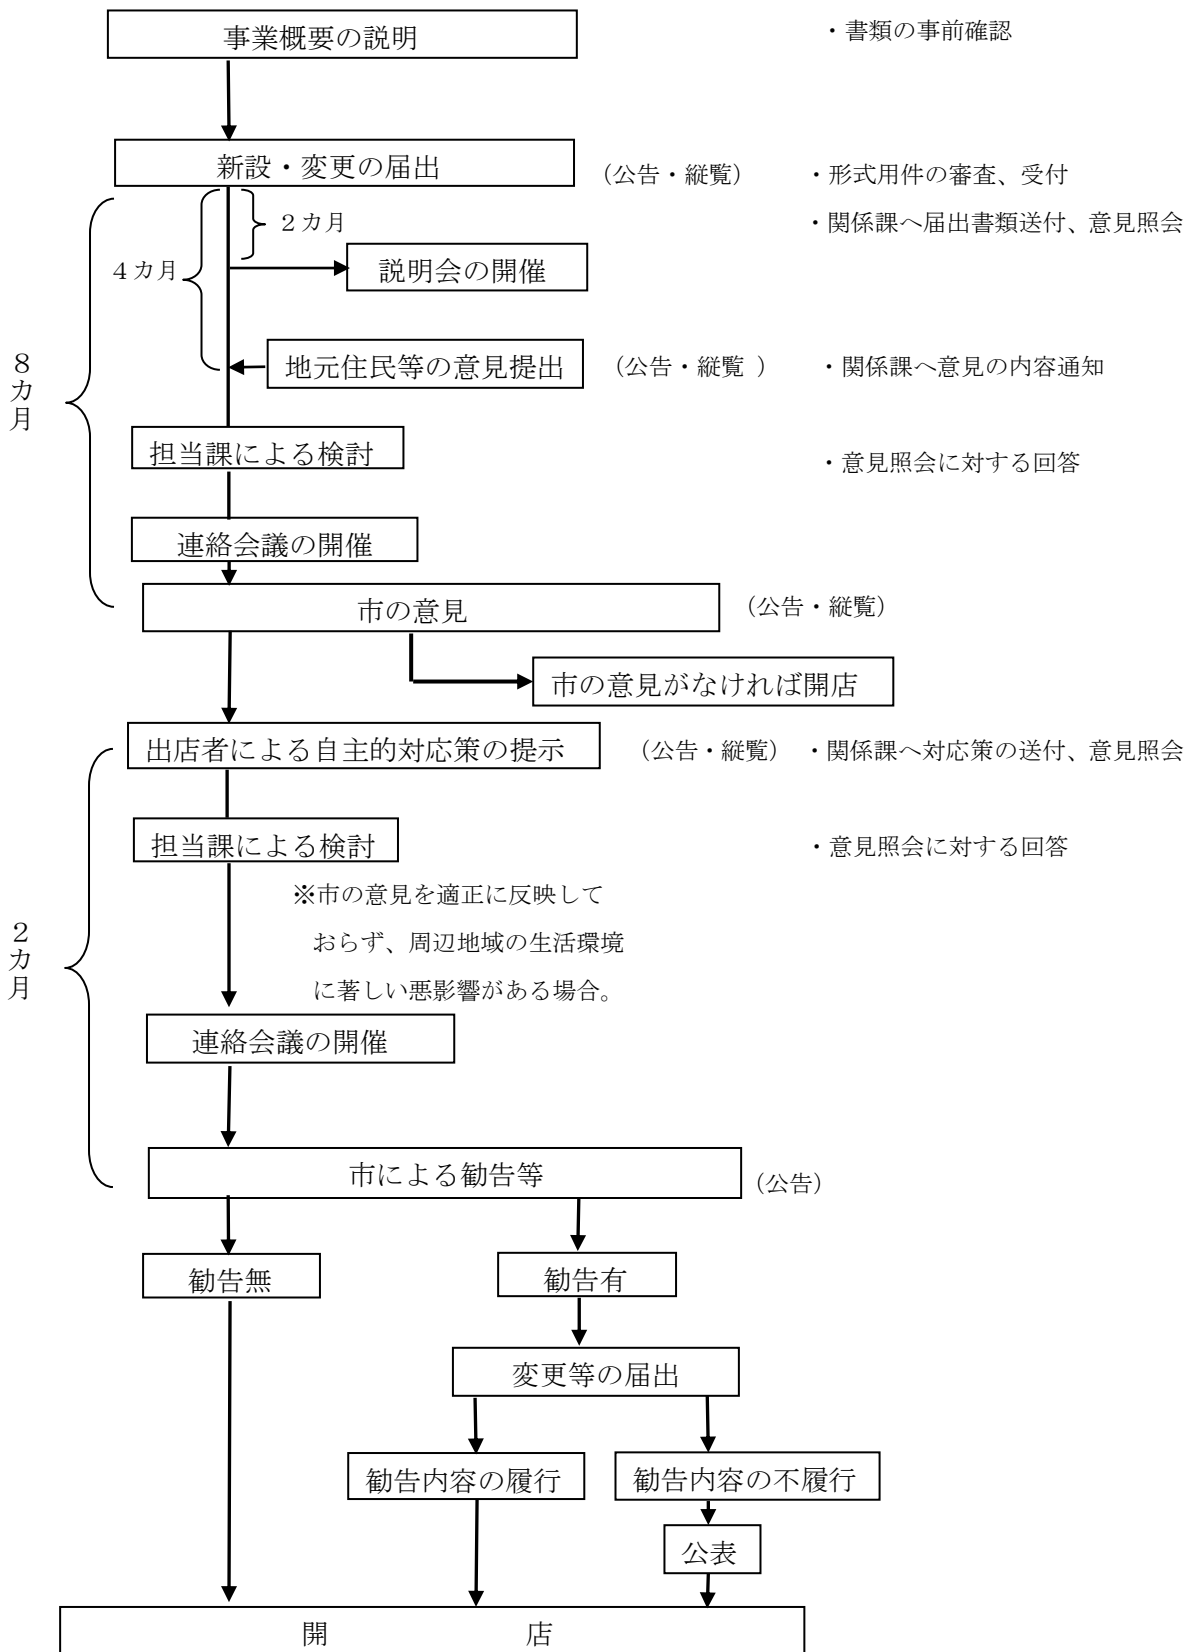 事業概要の説明
・書類の事前確認
新設・変更の届出
（公告・縦覧）
・形式用件の審査、受付
２カ月
・関係課へ届出書類送付、意見照会
４カ月
説明会の開催
８カ月
地元住民等の意見提出
（公告・縦覧 ）
・関係課へ意見の内容通知
担当課による検討
・意見照会に対する回答
連絡会議の開催
市の意見
（公告・縦覧）
市の意見がなければ開店
出店者による自主的対応策の提示
（公告・縦覧）
・関係課へ対応策の送付、意見照会
担当課による検討
・意見照会に対する回答
※市の意見を適正に反映して
おらず、周辺地域の生活環境
に著しい悪影響がある場合。
２カ月
連絡会議の開催
市による勧告等
（公告）
勧告無
勧告有
変更等の届出
勧告内容の履行
勧告内容の不履行
公表
開 店